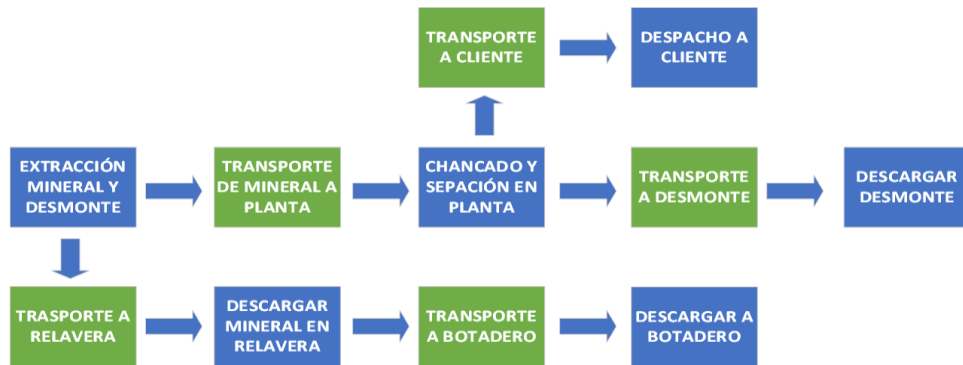 TRANSPORTE
A CLIENTE
DESPACHO A
CLIENTE
EXTRACCIÓN
MINERAL Y
DESMONTE
TRANSPORTE
DE MINERAL A
PLANTA
CHANCADO Y
SEPACIÓN EN
PLANTA
TRANSPORTE
A DESMONTE
DESCARGAR
DESMONTE
TRASPORTE A
RELAVERA
DESCARGAR
MINERAL EN
RELAVERA
TRANSPORTE
A BOTADERO
DESCARGAR A
BOTADERO